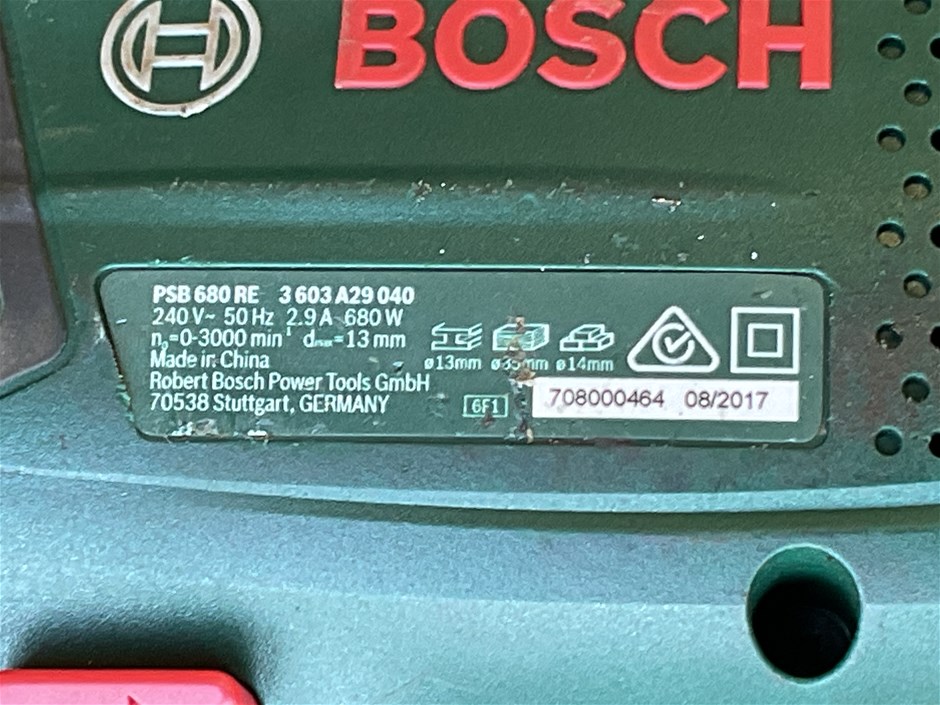 BOSCH
PSB 680 RE 3 603 A29 040
240 V~ 50 Hz 2.9 A 680 W
n₀=0-3000 min⁻¹ dₘₐₓ=13 mm
Made in China
ø13mm ø35mm ø14mm
Robert Bosch Power Tools GmbH
70538 Stuttgart, GERMANY
6F1
708000464 08/2017